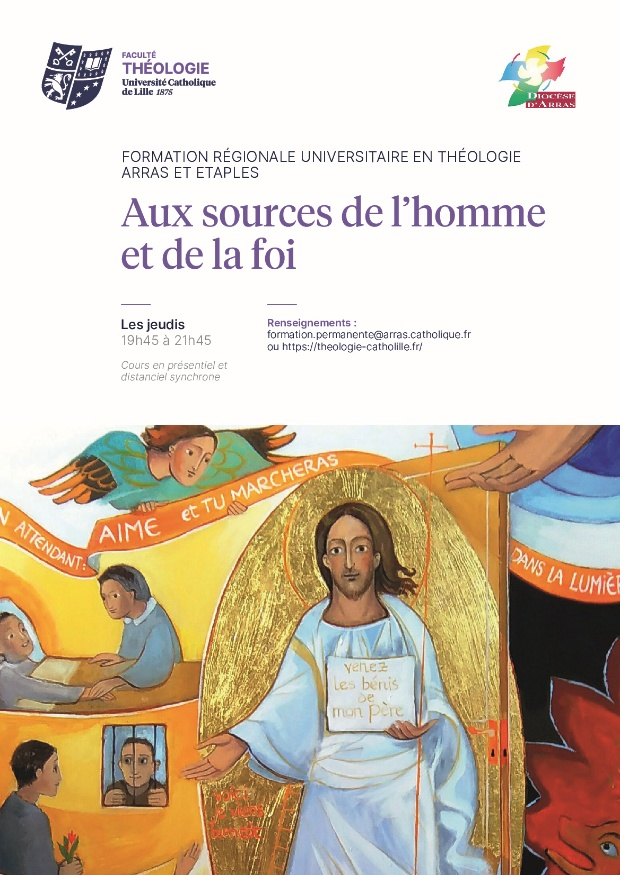 FACULTÉ
THÉOLOGIE
Université Catholique
de Lille 1875
DIOCÈSE
D'ARRAS
FORMATION RÉGIONALE UNIVERSITAIRE EN THÉOLOGIE
ARRAS ET ETAPLES
Aux sources de l'homme
et de la foi
Les jeudis
19h45 à 21h45
Cours en présentiel et
distanciel synchrone
Renseignements :
formation.permanente@arras.catholique.fr
ou https://theologie-catholille.fr/
N ATTENDANT:
AIME et TU MARCHERAS
DANS LA LUMIÈR
venez
les bénis
de
mon père